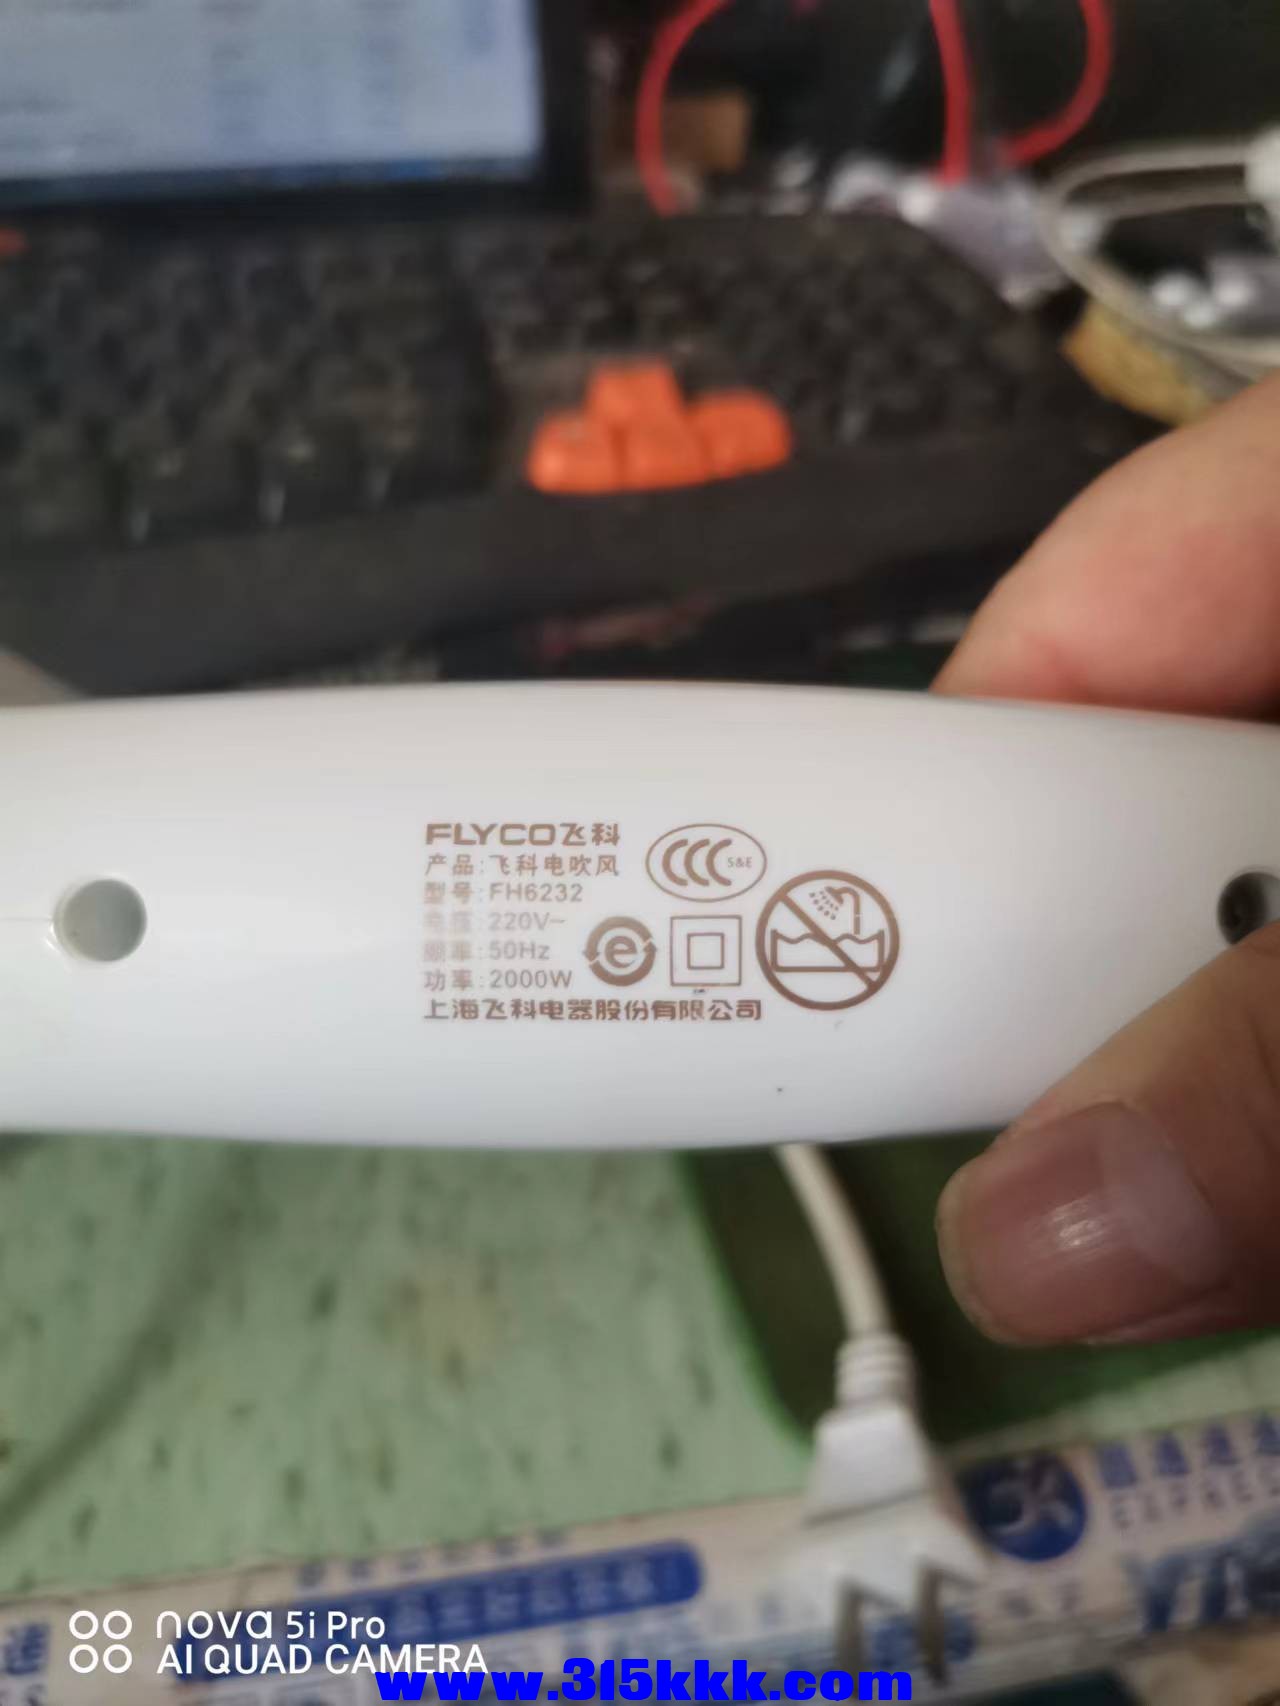 FLYCO飞科
产品:飞科电吹风
型号:FH6232
电压:220V~
频率:50Hz
功率:2000W
上海飞科电器股份有限公司
CCC S&E
e
EXPRESS
nova 5i Pro
AI QUAD CAMERA
www.315kkk.com